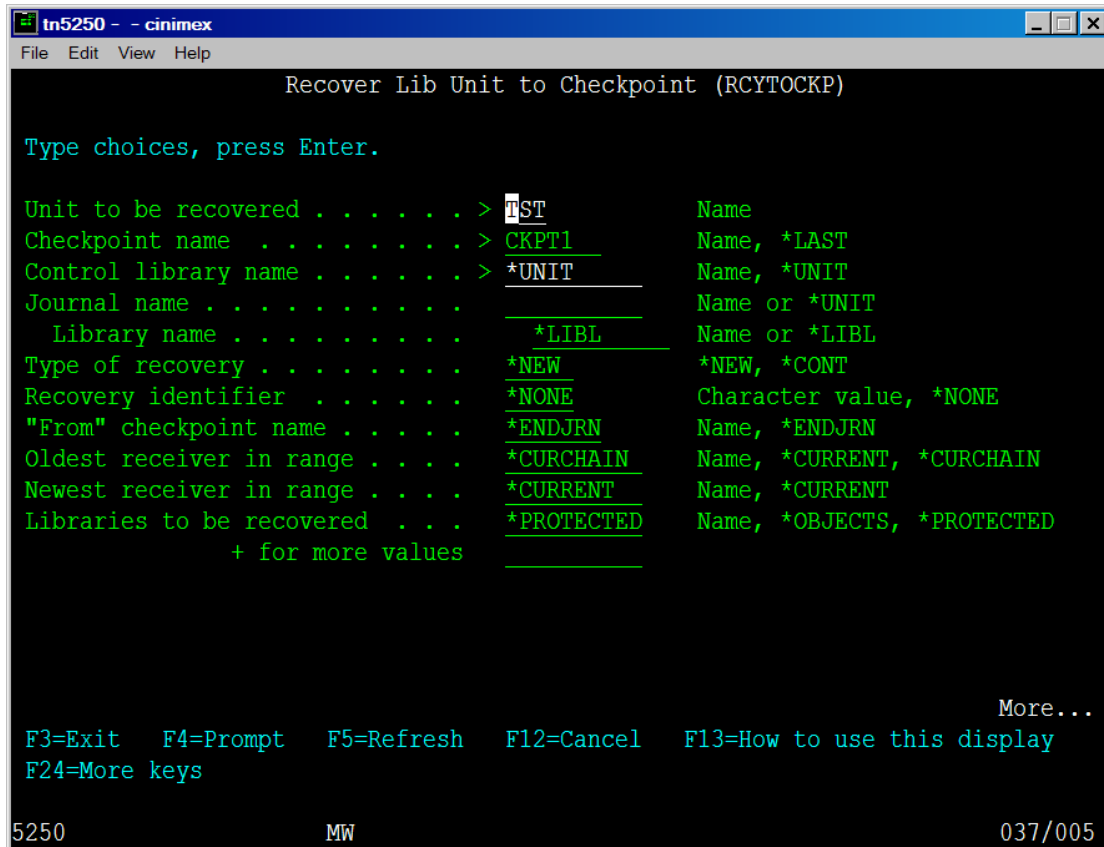 tn5250 - - cinimex
File Edit View Help
Recover Lib Unit to Checkpoint (RCYTOCKP)
Type choices, press Enter.
Unit to be recovered . . . . . . > TST Name
Checkpoint name . . . . . . . . > CKPT1 Name, *LAST
Control library name . . . . . . > *UNIT Name, *UNIT
Journal name . . . . . . . . . . Name or *UNIT
Library name . . . . . . . . . *LIBL Name or *LIBL
Type of recovery . . . . . . . . *NEW *NEW, *CONT
Recovery identifier . . . . . . *NONE Character value, *NONE
"From" checkpoint name . . . . . *ENDJRN Name, *ENDJRN
Oldest receiver in range . . . . *CURCHAIN Name, *CURRENT, *CURCHAIN
Newest receiver in range . . . . *CURRENT Name, *CURRENT
Libraries to be recovered . . . *PROTECTED Name, *OBJECTS, *PROTECTED
+ for more values
More...
F3=Exit F4=Prompt F5=Refresh F12=Cancel F13=How to use this display
F24=More keys
5250 MW 037/005